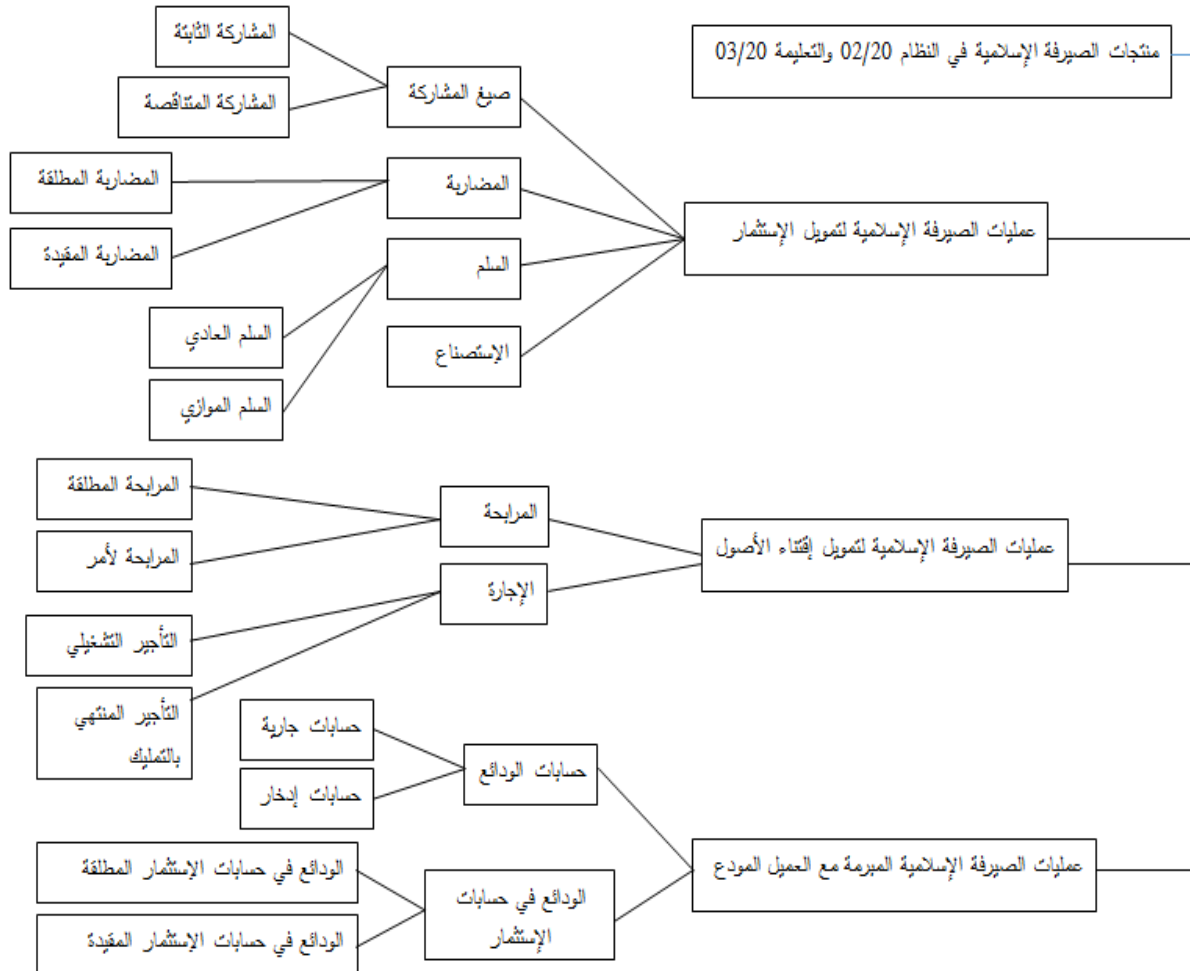 منتجات الصيرفة الإسلامية في النظام 02/20 والتعليمة 03/20
عمليات الصيرفة الإسلامية لتمويل الإستثمار
صيغ المشاركة
المشاركة الثابتة
المشاركة المتناقصة
المضاربة
المضاربة المطلقة
المضاربة المقيدة
السلم
السلم العادي
السلم الموازي
الإستصناع
عمليات الصيرفة الإسلامية لتمويل إقتناء الأصول
المرابحة
المرابحة المطلقة
المرابحة لأمر
الإجارة
التأجير التشغيلي
التأجير المنتهي
بالتمليك
عمليات الصيرفة الإسلامية المبرمة مع العميل المودع
حسابات الودائع
حسابات جارية
حسابات إدخار
الودائع في حسابات
الإستثمار
الودائع في حسابات الإستثمار المطلقة
الودائع في حسابات الإستثمار المقيدة